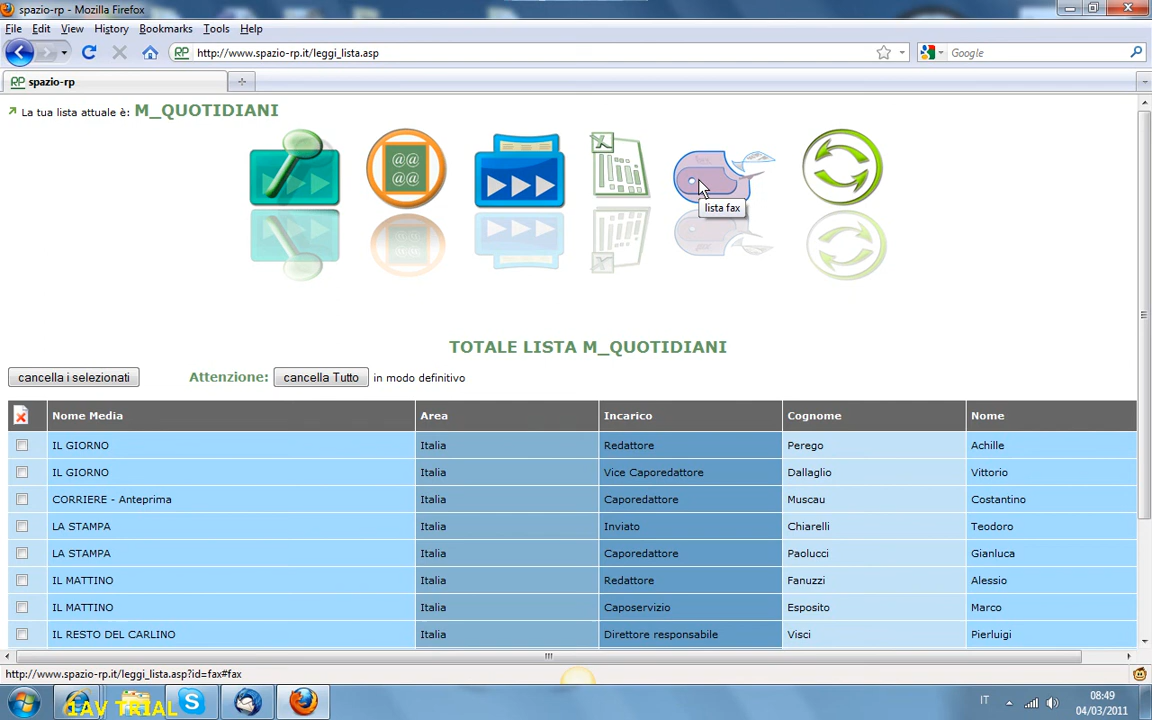 spazio-rp - Mozilla Firefox
File Edit View History Bookmarks Tools Help
RP http://www.spazio-rp.it/leggi_lista.asp Google
RP spazio-rp
La tua lista attuale è: M_QUOTIDIANI
@@
@@
X
lista fax
TOTALE LISTA M_QUOTIDIANI
cancella i selezionati Attenzione: cancella Tutto in modo definitivo
Nome Media Area Incarico Cognome Nome
IL GIORNO Italia Redattore Perego Achille
IL GIORNO Italia Vice Caporedattore Dallaglio Vittorio
CORRIERE - Anteprima Italia Caporedattore Muscau Costantino
LA STAMPA Italia Inviato Chiarelli Teodoro
LA STAMPA Italia Caporedattore Paolucci Gianluca
IL MATTINO Italia Redattore Fanuzzi Alessio
IL MATTINO Italia Caposervizio Esposito Marco
IL RESTO DEL CARLINO Italia Direttore responsabile Visci Pierluigi
http://www.spazio-rp.it/leggi_lista.asp?id=fax#fax
1AV TRIAL
IT 08:49
04/03/2011